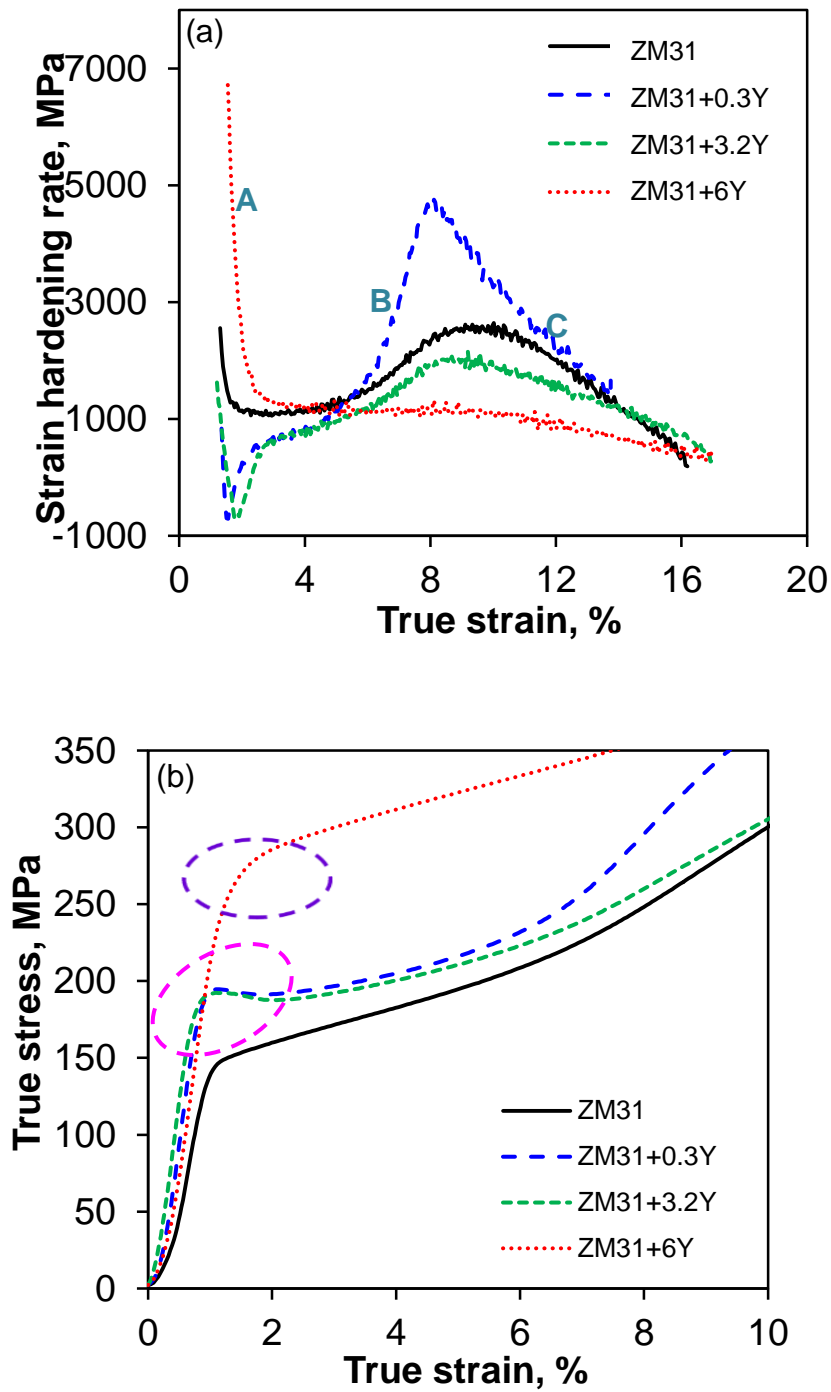 (a)
7000
5000
3000
1000
-1000
Strain hardening rate, MPa
ZM31
ZM31+0.3Y
ZM31+3.2Y
ZM31+6Y
A
B
C
0 4 8 12 16 20
True strain, %
(b)
350
300
250
200
150
100
50
0
True stress, MPa
ZM31
ZM31+0.3Y
ZM31+3.2Y
ZM31+6Y
0 2 4 6 8 10
True strain, %